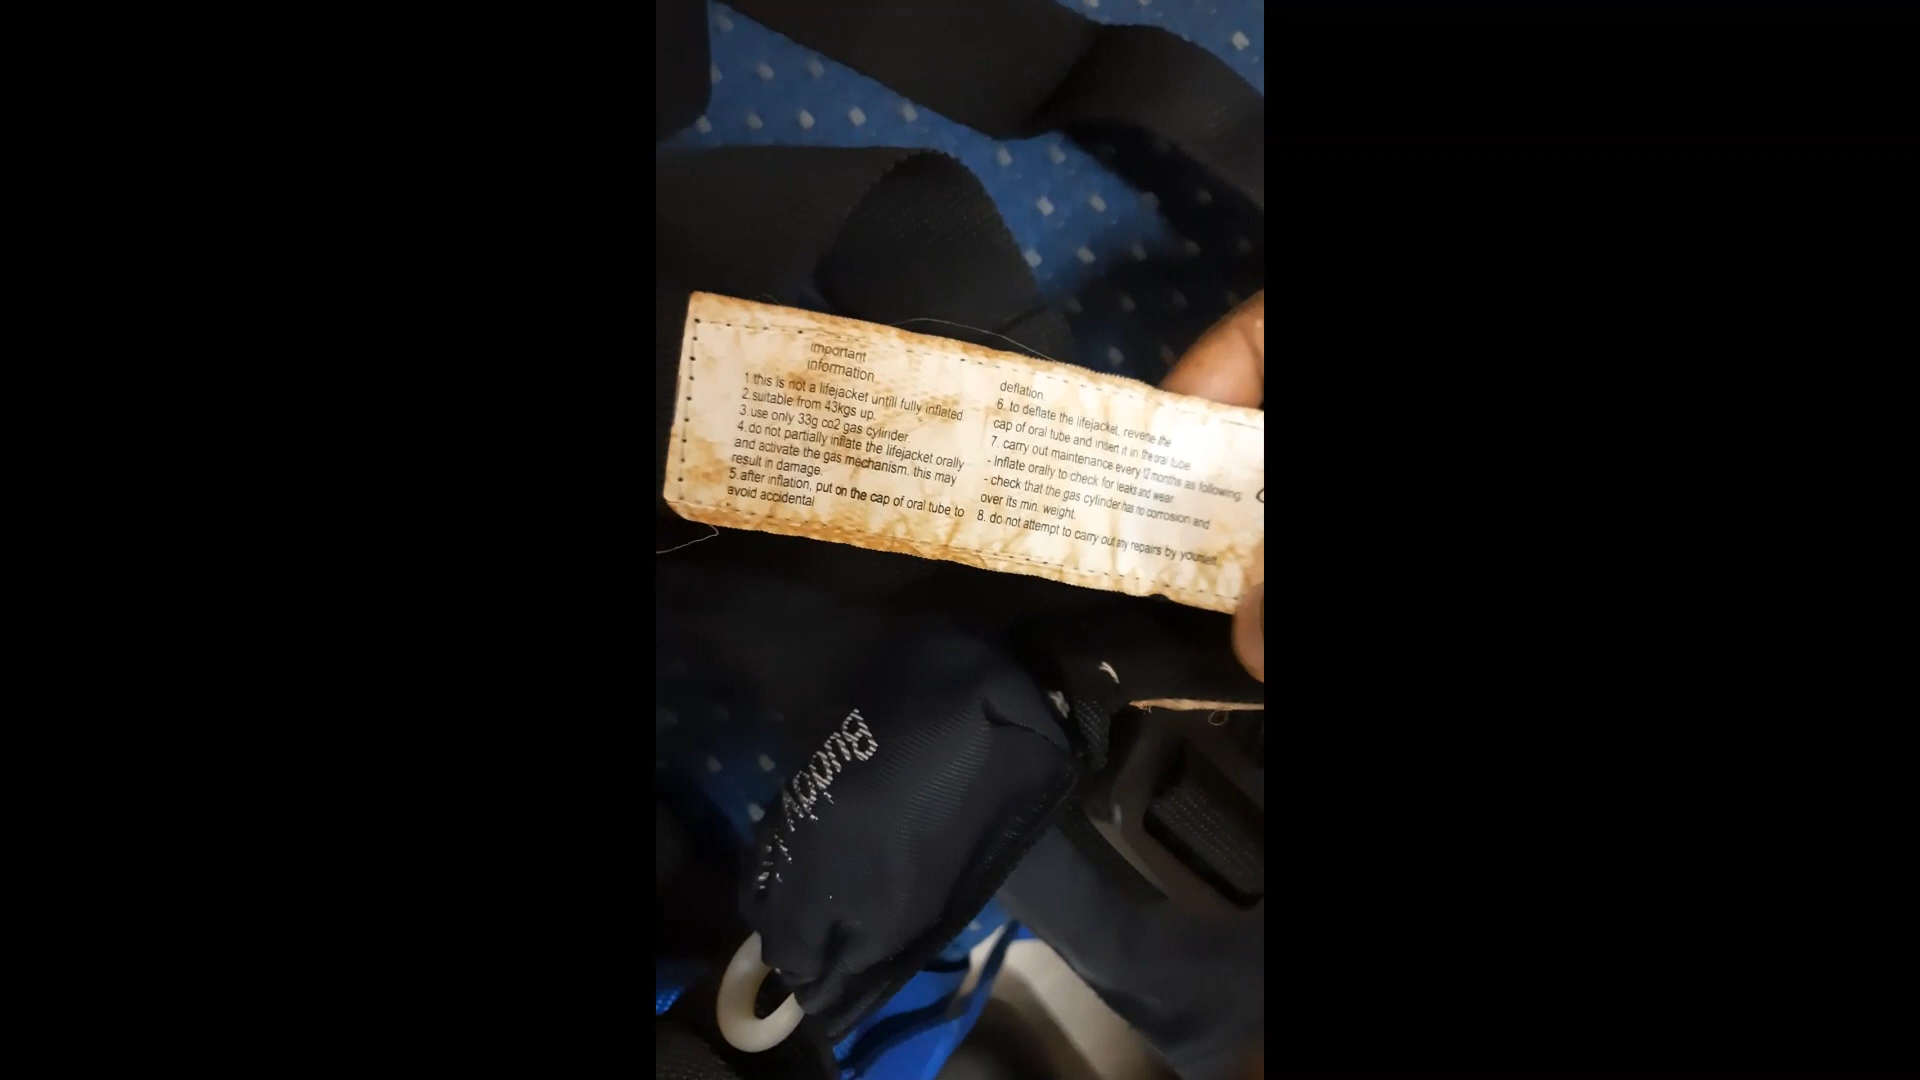 important
information
1.this is not a lifejacket untill fully inflated
2.suitable from 43kgs up.
3.use only 33g co2 gas cylinder
4.do not partially inflate the lifejacket orally
and activate the gas mechanism. this may
result in damage.
5.after inflation, put on the cap of oral tube to
avoid accidental
deflation
6. to deflate the lifejacket, reverse the
cap of oral tube and insert it in the oral tube
7. carry out maintenance every 12 months as following:
- Inflate orally to check for leaks and wear
- check that the gas cylinder has no corrosion and
over its min. weight.
8. do not attempt to carry out any repairs by yourself.
Buddy